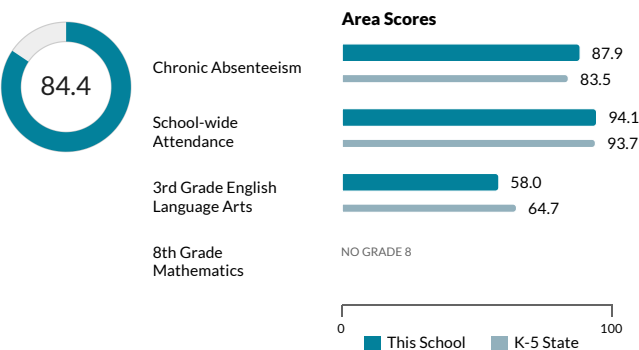 Area Scores
84.4
Chronic Absenteeism
87.9
83.5
School-wide
Attendance
94.1
93.7
3rd Grade English
Language Arts
58.0
64.7
8th Grade
Mathematics
NO GRADE 8
0
100
This School
K-5 State